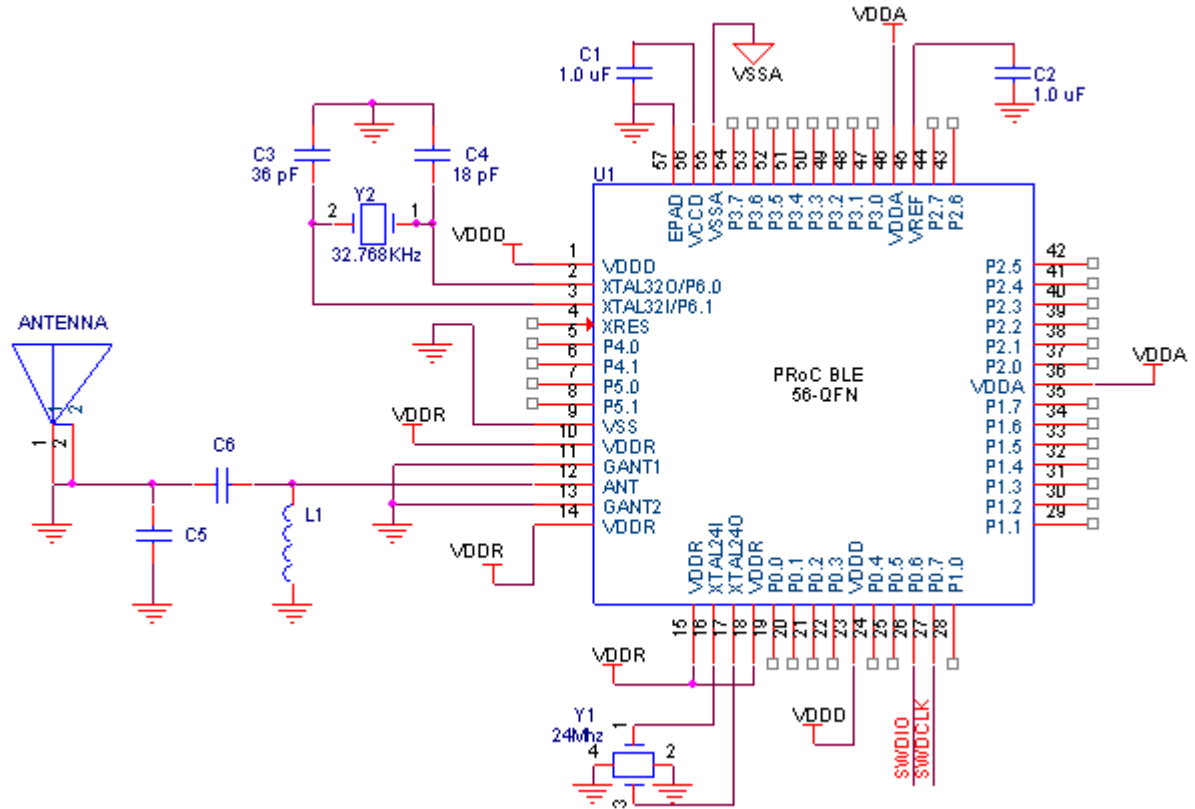 VDDA
C1
1.0 uF
VSSA
C2
1.0 uF
C3
36 pF
C4
18 pF
Y2
2
1
32.768KHz
57
56
55
54
53
52
51
50
49
48
47
46
45
44
43
U1
EPAD
VCCD
VSSA
P3.7
P3.6
P3.5
P3.4
P3.3
P3.2
P3.1
P3.0
VDDA
VREF
P2.7
P2.6
VDDD
1
VDDD
2
XTAL32O/P6.0
3
XTAL32I/P6.1
4
XRES
5
P4.0
6
P4.1
7
P5.0
8
P5.1
9
VSS
10
VDDR
11
GANT1
12
ANT
13
GANT2
14
VDDR
VDDR
VDDR
42
P2.5
41
P2.4
40
P2.3
39
P2.2
38
P2.1
37
P2.0
36
VDDA
35
P1.7
34
P1.6
33
P1.5
32
P1.4
31
P1.3
30
P1.2
29
P1.1
VDDA
PRoC BLE
56-QFN
ANTENNA
1
2
1
2
C6
C5
L1
VDDR
XTAL24I
XTAL24O
VDDR
P0.0
P0.1
P0.2
P0.3
VDDD
P0.4
P0.5
P0.6
P0.7
P1.0
15
16
17
18
19
20
21
22
23
24
25
26
27
28
VDDR
VDDD
Y1
24Mhz
1
4
2
3
SWDIO
SWDCLK